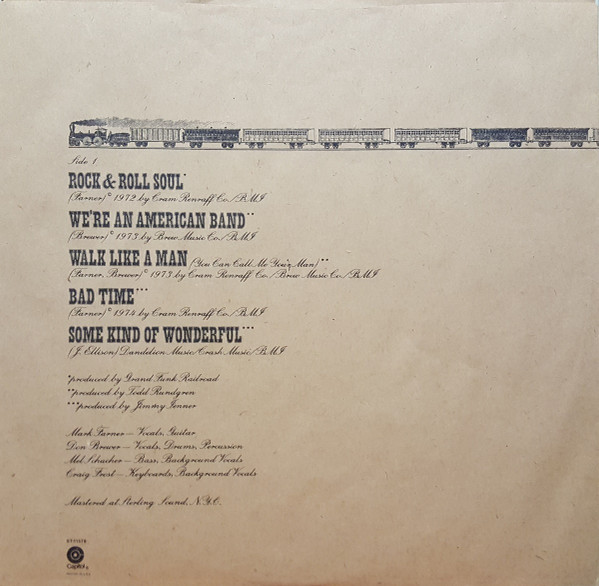 Side 1
ROCK & ROLL SOUL*
(Farner) © 1972 by Cram Renraff Co./BMI
WE'RE AN AMERICAN BAND**
(Brewer) © 1973 by Brew Music Co./BMI
WALK LIKE A MAN (You Can Call Me Your Man)**
(Farner, Brewer) © 1973 by Cram Renraff Co./Brew Music Co./BMI
BAD TIME***
(Farner) © 1974 by Cram Renraff Co./BMI
SOME KIND OF WONDERFUL***
(J. Ellison) Dandelion Music/Crash Music/BMI
*produced by Grand Funk Railroad
**produced by Todd Rundgren
***produced by Jimmy Ienner
Mark Farner—Vocals, Guitar
Don Brewer—Vocals, Drums, Percussion
Mel Schacher—Bass, Background Vocals
Craig Frost—Keyboards, Background Vocals
Mastered at Sterling Sound, N.Y.C.
Capitol